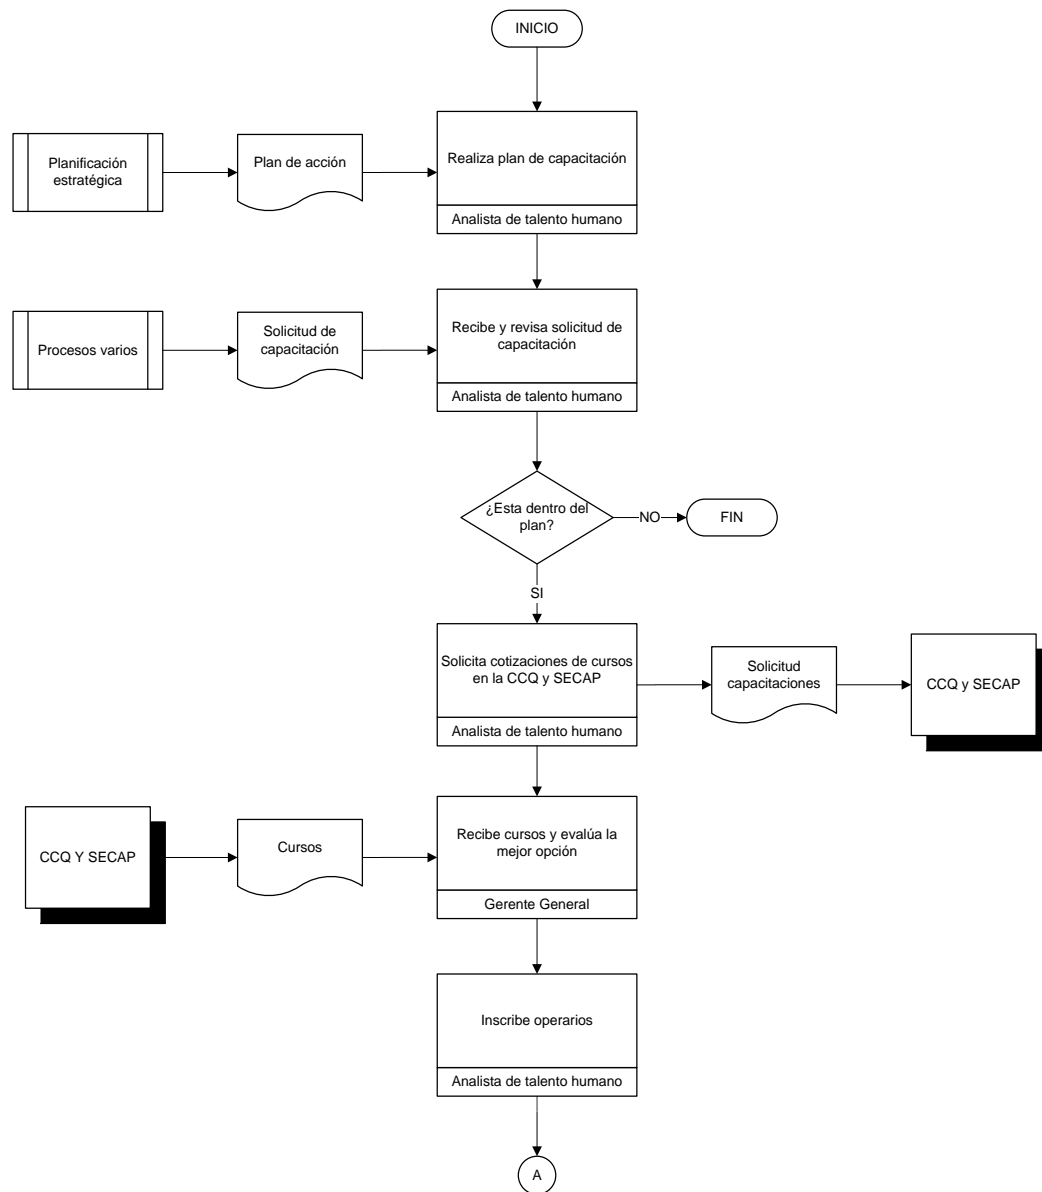 INICIO
Planificación
estratégica
Plan de acción
Realiza plan de capacitación
Analista de talento humano
Procesos varios
Solicitud de
capacitación
Recibe y revisa solicitud de
capacitación
Analista de talento humano
¿Esta dentro del
plan?
NO
FIN
SI
Solicita cotizaciones de cursos
en la CCQ y SECAP
Analista de talento humano
Solicitud
capacitaciones
CCQ y SECAP
CCQ Y SECAP
Cursos
Recibe cursos y evalúa la
mejor opción
Gerente General
Inscribe operarios
Analista de talento humano
A